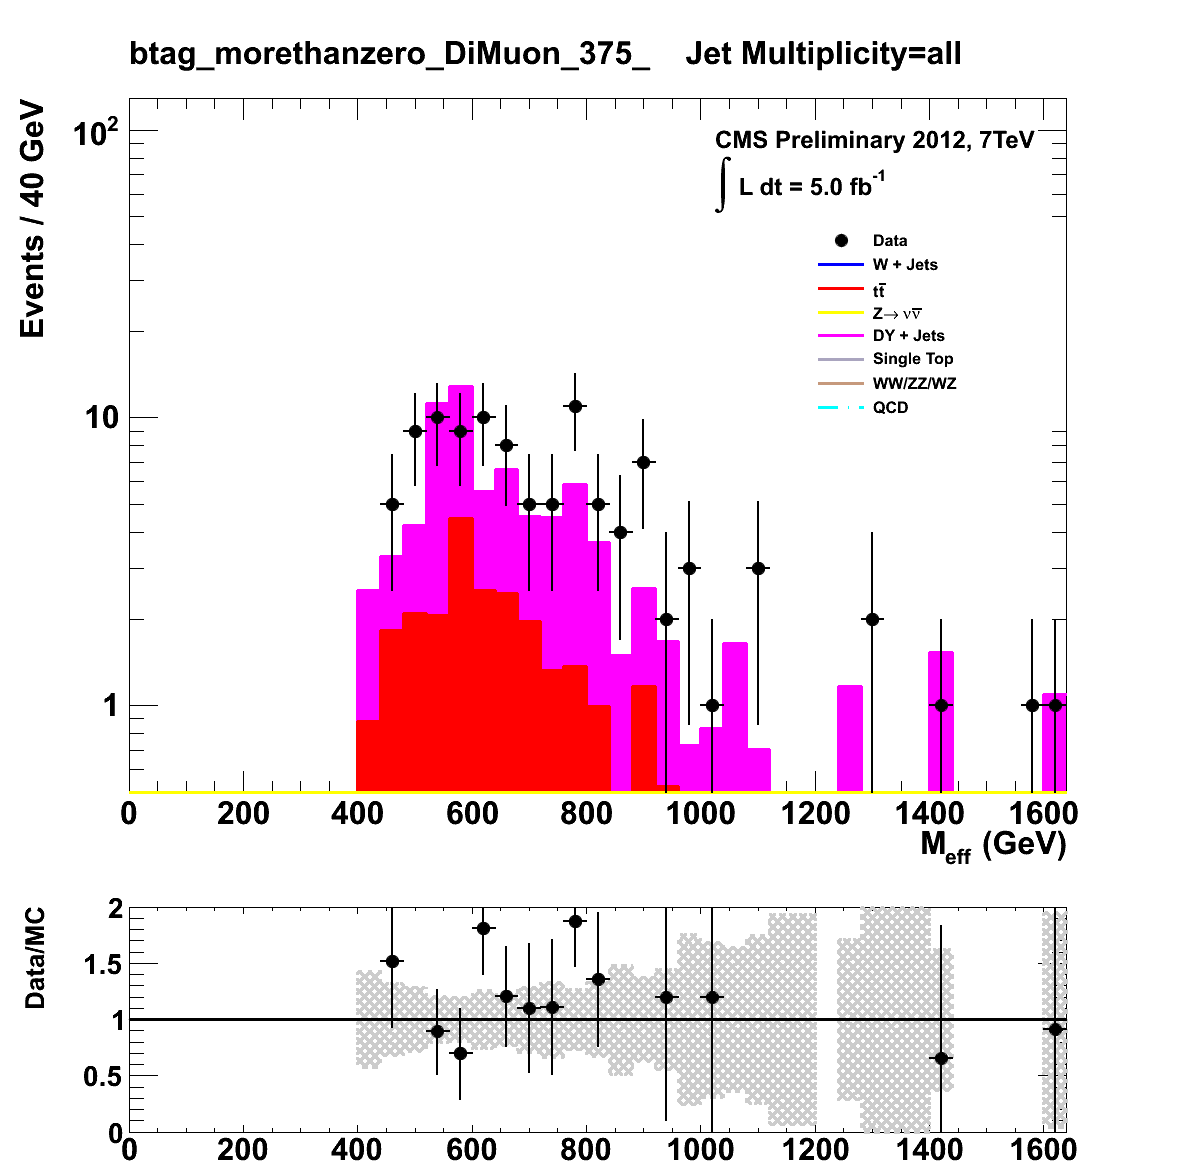 btag_morethanzero_DiMuon_375_ Jet Multiplicity=all
Events / 40 GeV
10²
10
1
CMS Preliminary 2012, 7TeV
∫ L dt = 5.0 fb⁻¹
Data
W + Jets
tt̄
Z→ νν̄
DY + Jets
Single Top
WW/ZZ/WZ
QCD
0 200 400 600 800 1000 1200 1400 1600
M_eff (GeV)
Data/MC
2
1.5
1
0.5
0
0 200 400 600 800 1000 1200 1400 1600